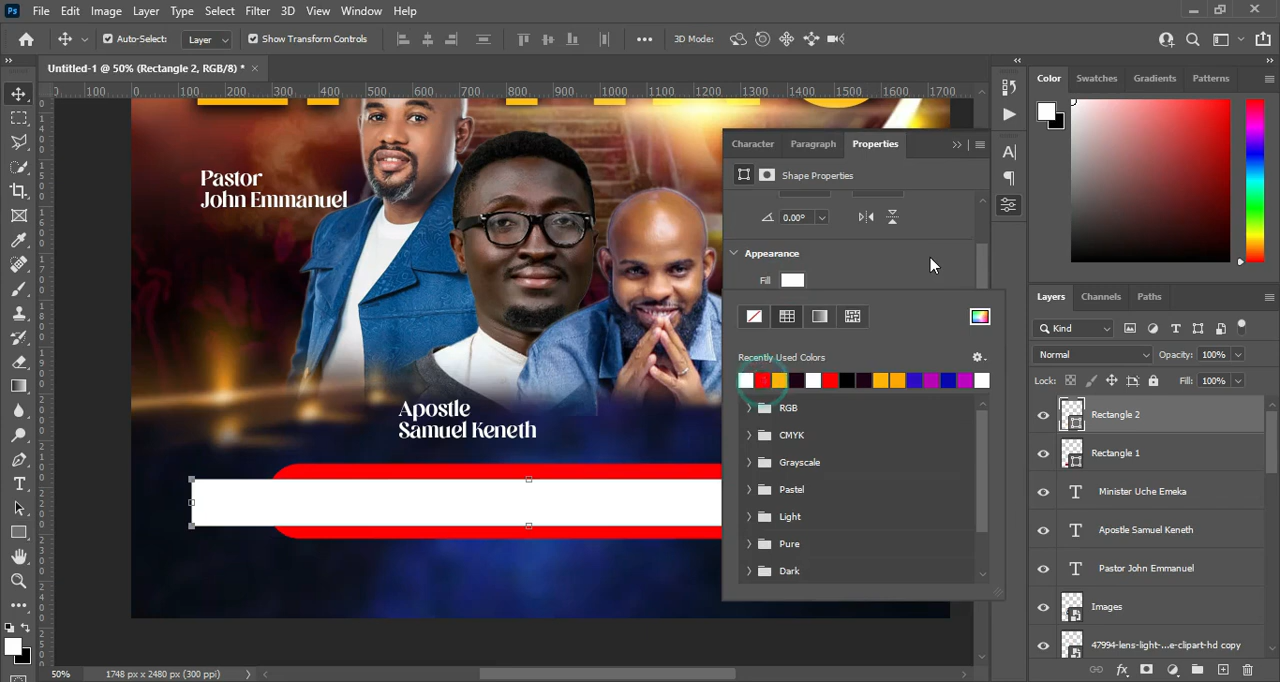 Ps File Edit Image Layer Type Select Filter 3D View Window Help
Auto-Select: Layer Show Transform Controls 3D Mode:
Untitled-1 @ 50% (Rectangle 2, RGB/8) *
100 100 200 300 400 500 600 700 800 900 1000 1100 1200 1300 1400 1500 1600 1700
Pastor
John Emmanuel
Apostle
Samuel Keneth
Character Paragraph Properties
Shape Properties
0.00°
Appearance
Fill
Recently Used Colors
RGB
CMYK
Grayscale
Pastel
Light
Pure
Dark
Color Swatches Gradients Patterns
Layers Channels Paths
Kind
Normal Opacity: 100%
Lock: Fill: 100%
Rectangle 2
Rectangle 1
Minister Uche Emeka
Apostle Samuel Keneth
Pastor John Emmanuel
Images
47994-lens-light-...e-clipart-hd copy
50% 1748 px x 2480 px (300 ppi)